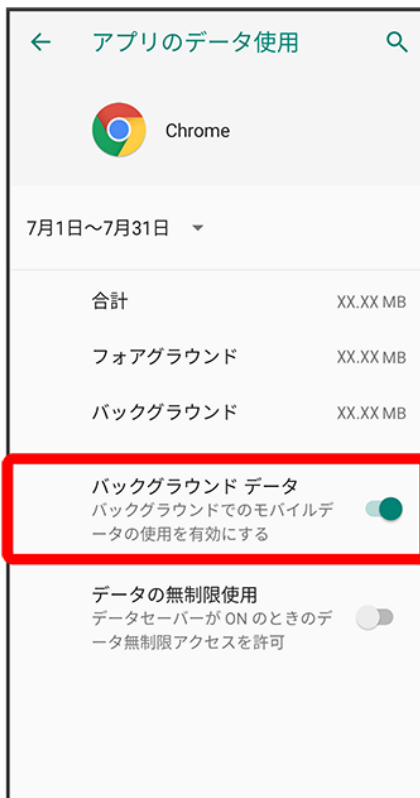 アプリのデータ使用
Chrome
7月1日～7月31日
合計 XX.XX MB
フォアグラウンド XX.XX MB
バックグラウンド XX.XX MB
バックグラウンド データ
バックグラウンドでのモバイルデ
ータの使用を有効にする
データの無制限使用
データセーバーが ON のときのデ
ータ無制限アクセスを許可